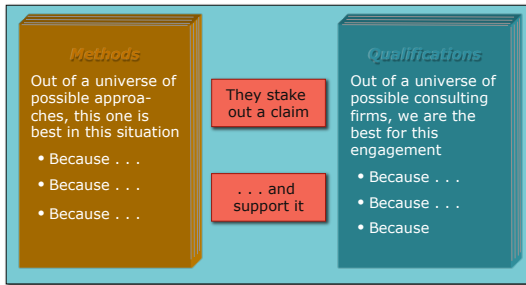 Methods
Out of a universe of
possible approa-
ches, this one is
best in this situation
• Because . . .
• Because . . .
• Because . . .
They stake
out a claim
. . . and
support it
Qualifications
Out of a universe of
possible consulting
firms, we are the
best for this
engagement
• Because . . .
• Because . . .
• Because